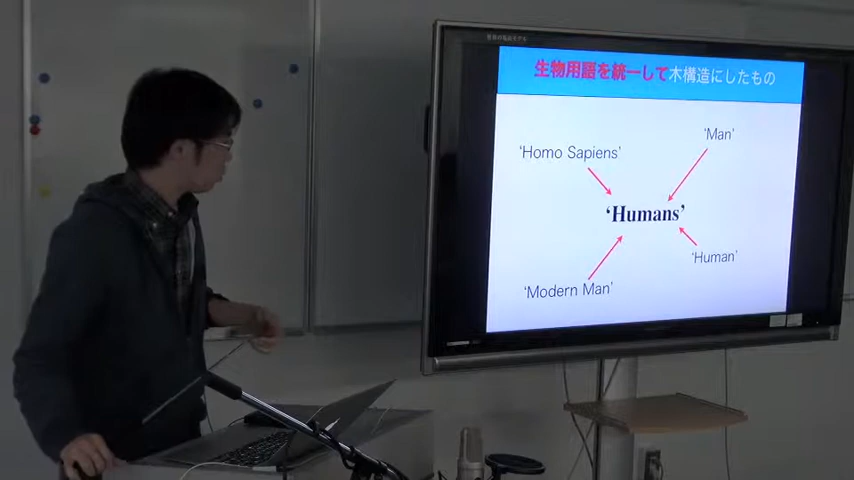 生物用語を統一して木構造にしたもの
‘Man’
‘Homo Sapiens’
‘Humans’
‘Human’
‘Modern Man’